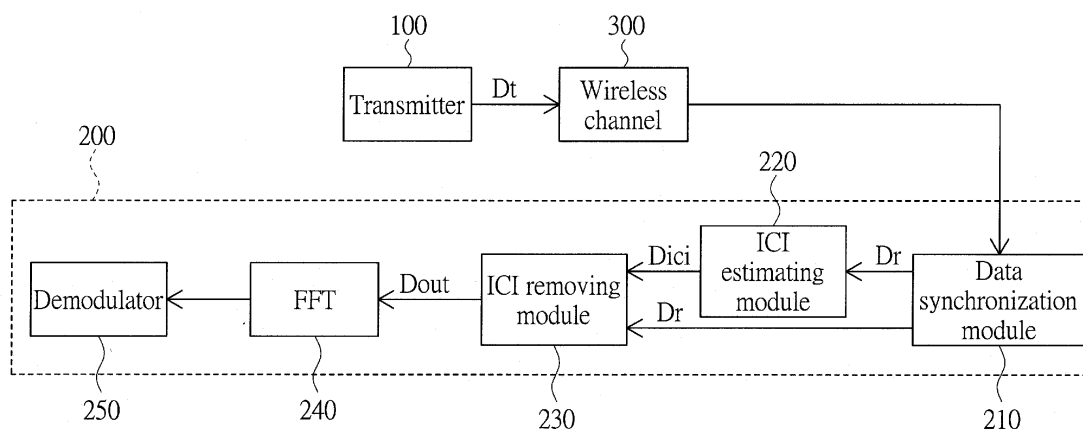 100
300
Transmitter
Dt
Wireless
channel
200
220
Demodulator
FFT
Dout
ICI removing
module
Dici
Dr
ICI
estimating
module
Dr
Data
synchronization
module
250
240
230
210